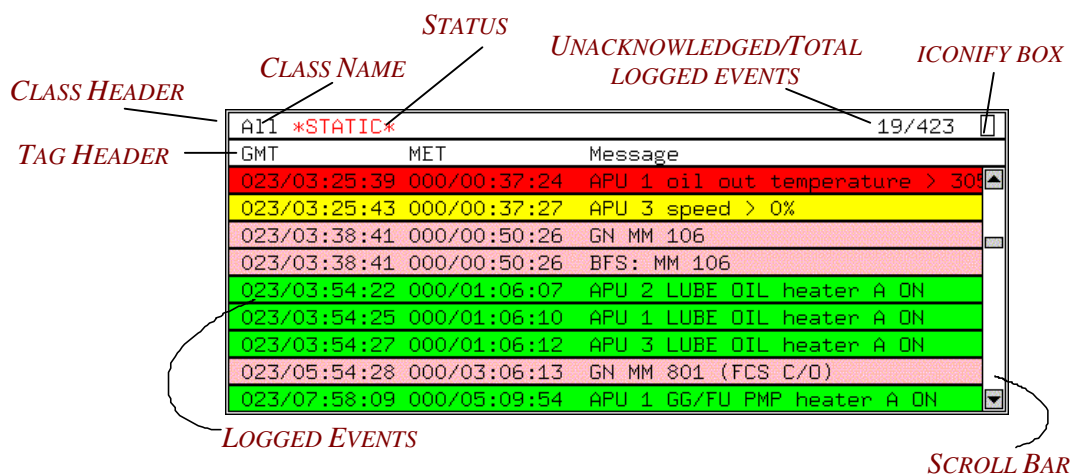 STATUS
UNACKNOWLEDGED/TOTAL
LOGGED EVENTS
ICONIFY BOX
CLASS NAME
CLASS HEADER
All *STATIC* 19/423
TAG HEADER
GMT MET Message
023/03:25:39 000/00:37:24 APU 1 oil out temperature > 305
023/03:25:43 000/00:37:27 APU 3 speed > 0%
023/03:38:41 000/00:50:26 GN MM 106
023/03:38:41 000/00:50:26 BFS: MM 106
023/03:54:22 000/01:06:07 APU 2 LUBE OIL heater A ON
023/03:54:25 000/01:06:10 APU 1 LUBE OIL heater A ON
023/03:54:27 000/01:06:12 APU 3 LUBE OIL heater A ON
023/05:54:28 000/03:06:13 GN MM 801 (FCS C/O)
023/07:58:09 000/05:09:54 APU 1 GG/FU PMP heater A ON
LOGGED EVENTS
SCROLL BAR